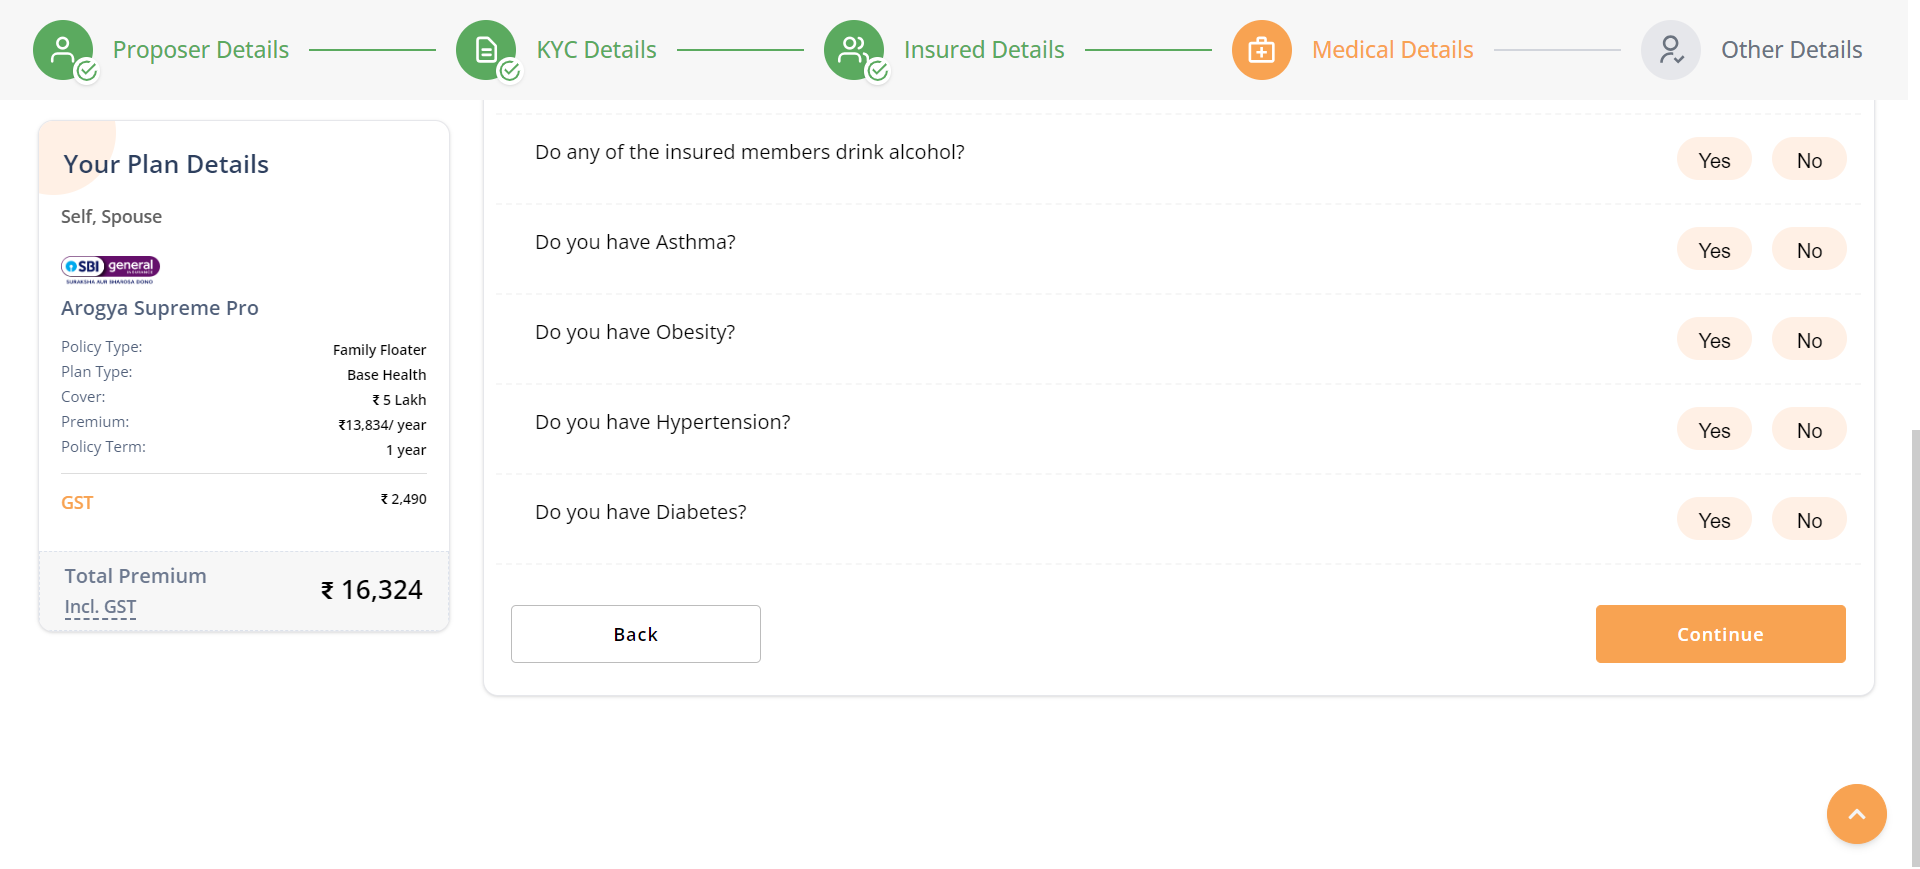 Proposer Details
KYC Details
Insured Details
Medical Details
Other Details
Your Plan Details
Self, Spouse
SBI general
INSURANCE
SURAKSHA AUR BHAROSA DONO
Arogya Supreme Pro
Policy Type: Family Floater
Plan Type: Base Health
Cover: ₹ 5 Lakh
Premium: ₹13,834/ year
Policy Term: 1 year
GST ₹ 2,490
Total Premium
Incl. GST
₹ 16,324
Do any of the insured members drink alcohol? Yes No
Do you have Asthma? Yes No
Do you have Obesity? Yes No
Do you have Hypertension? Yes No
Do you have Diabetes? Yes No
Back
Continue